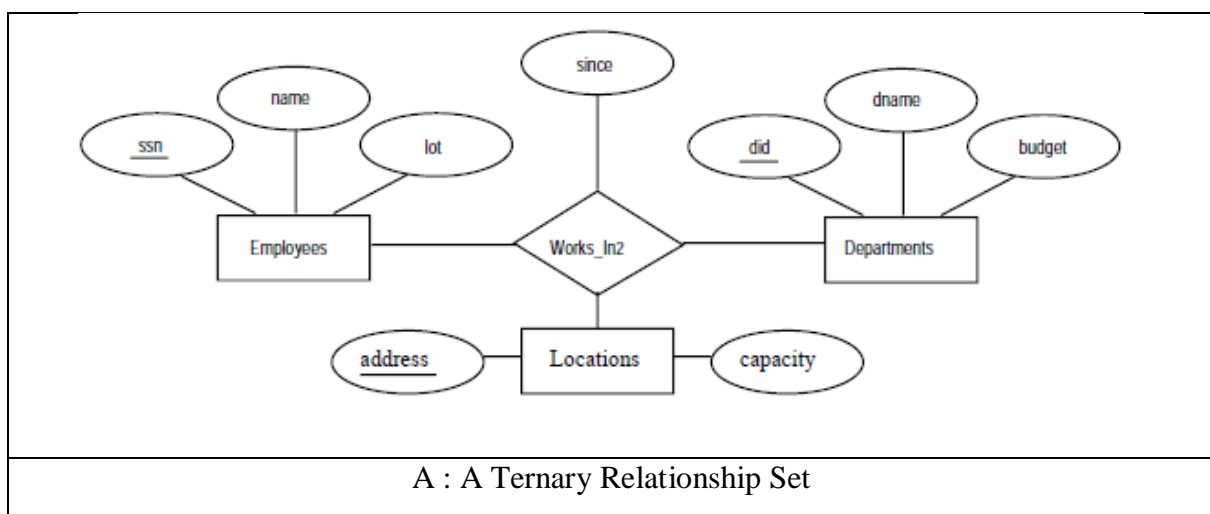 since
name
dname
ssn
lot
did
budget
Employees
Works_In2
Departments
address
Locations
capacity
A : A Ternary Relationship Set